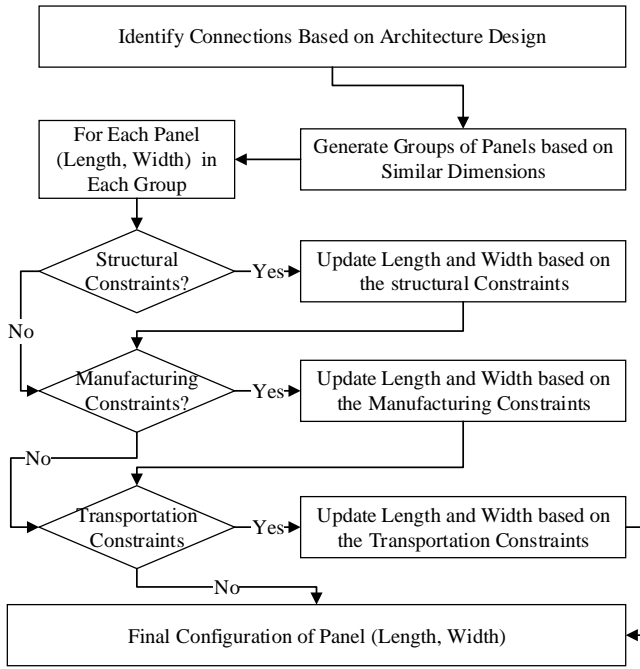 Identify Connections Based on Architecture Design
Generate Groups of Panels based on
Similar Dimensions
For Each Panel
(Length, Width) in
Each Group
Structural
Constraints?
Yes
Update Length and Width based on
the structural Constraints
No
Manufacturing
Constraints?
Yes
Update Length and Width based on
the Manufacturing Constraints
No
Transportation
Constraints
Yes
Update Length and Width based on
the Transportation Constraints
No
Final Configuration of Panel (Length, Width)